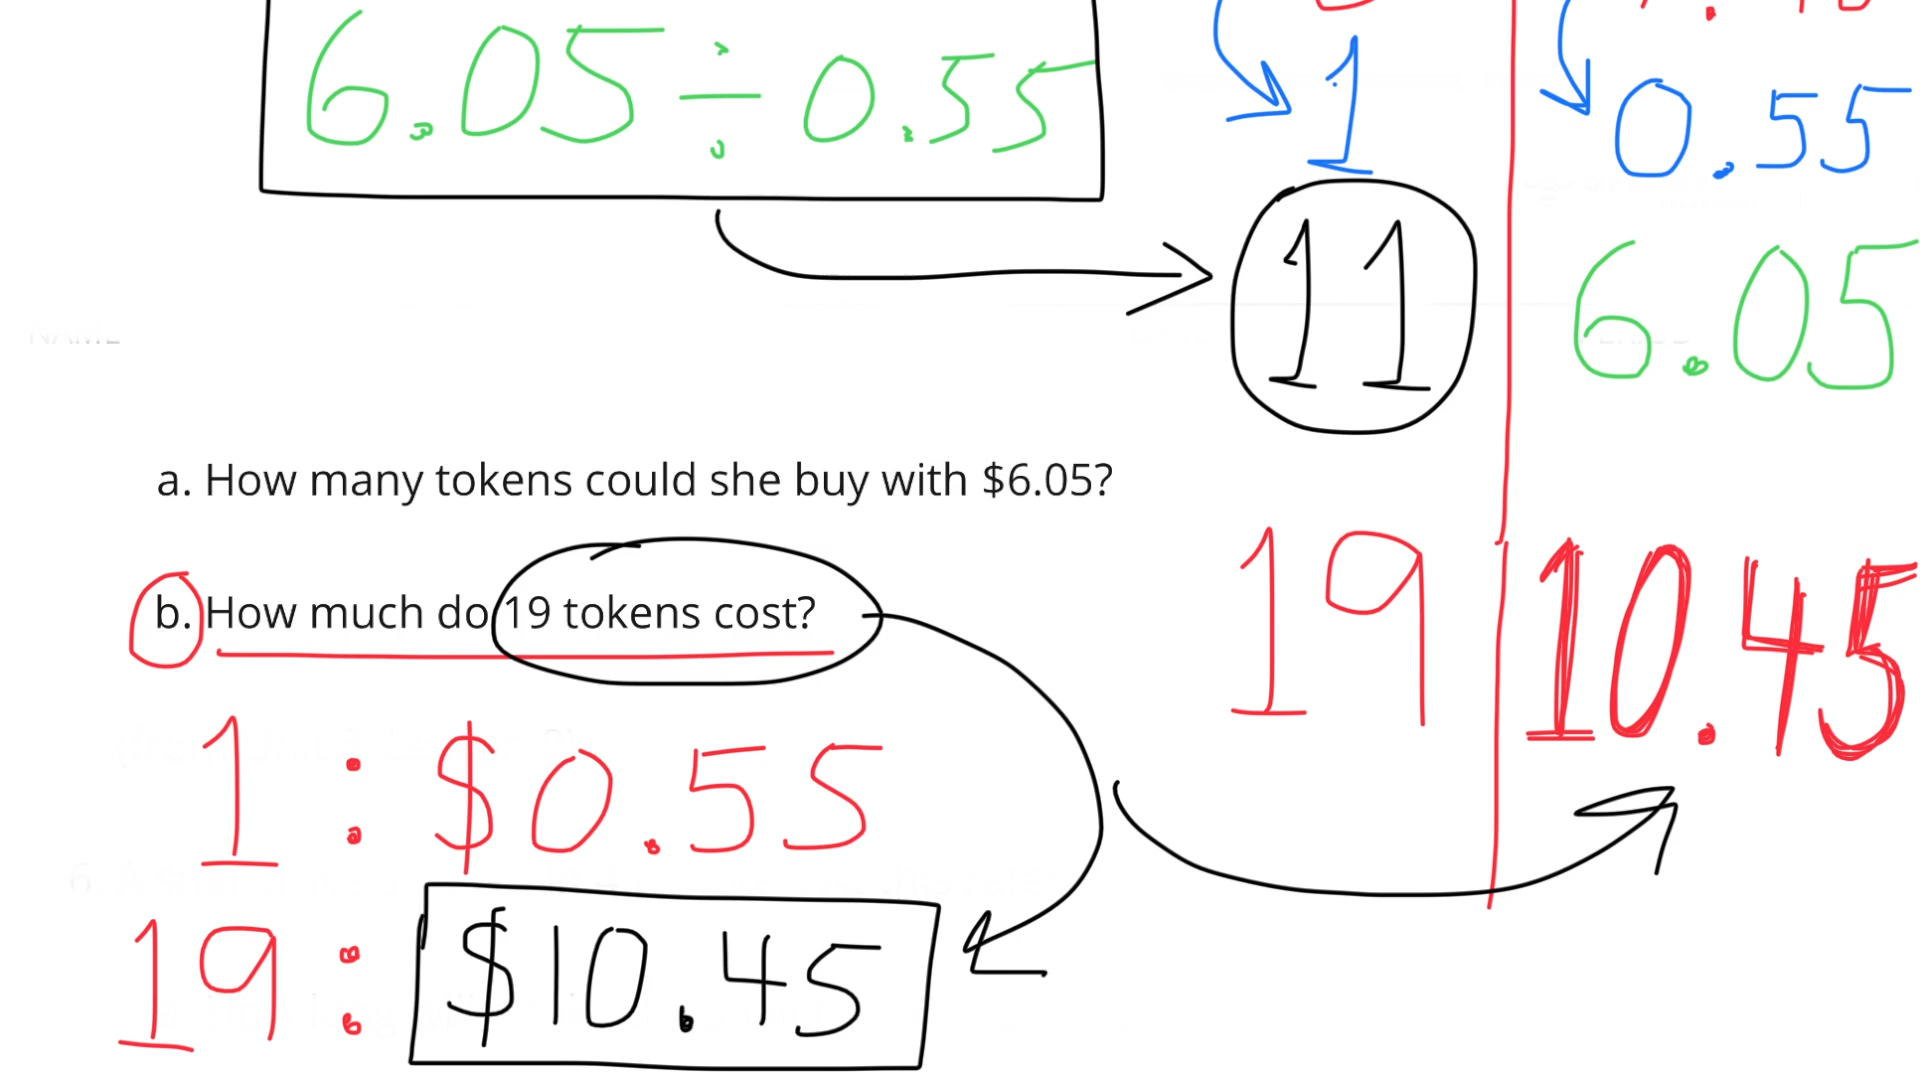 6.05 ÷ 0.55
1 0.55
11 6.05
NAME
a. How many tokens could she buy with $6.05?
b. How much do 19 tokens cost?
19 10.45
1 : $0.55
19 : $10.45